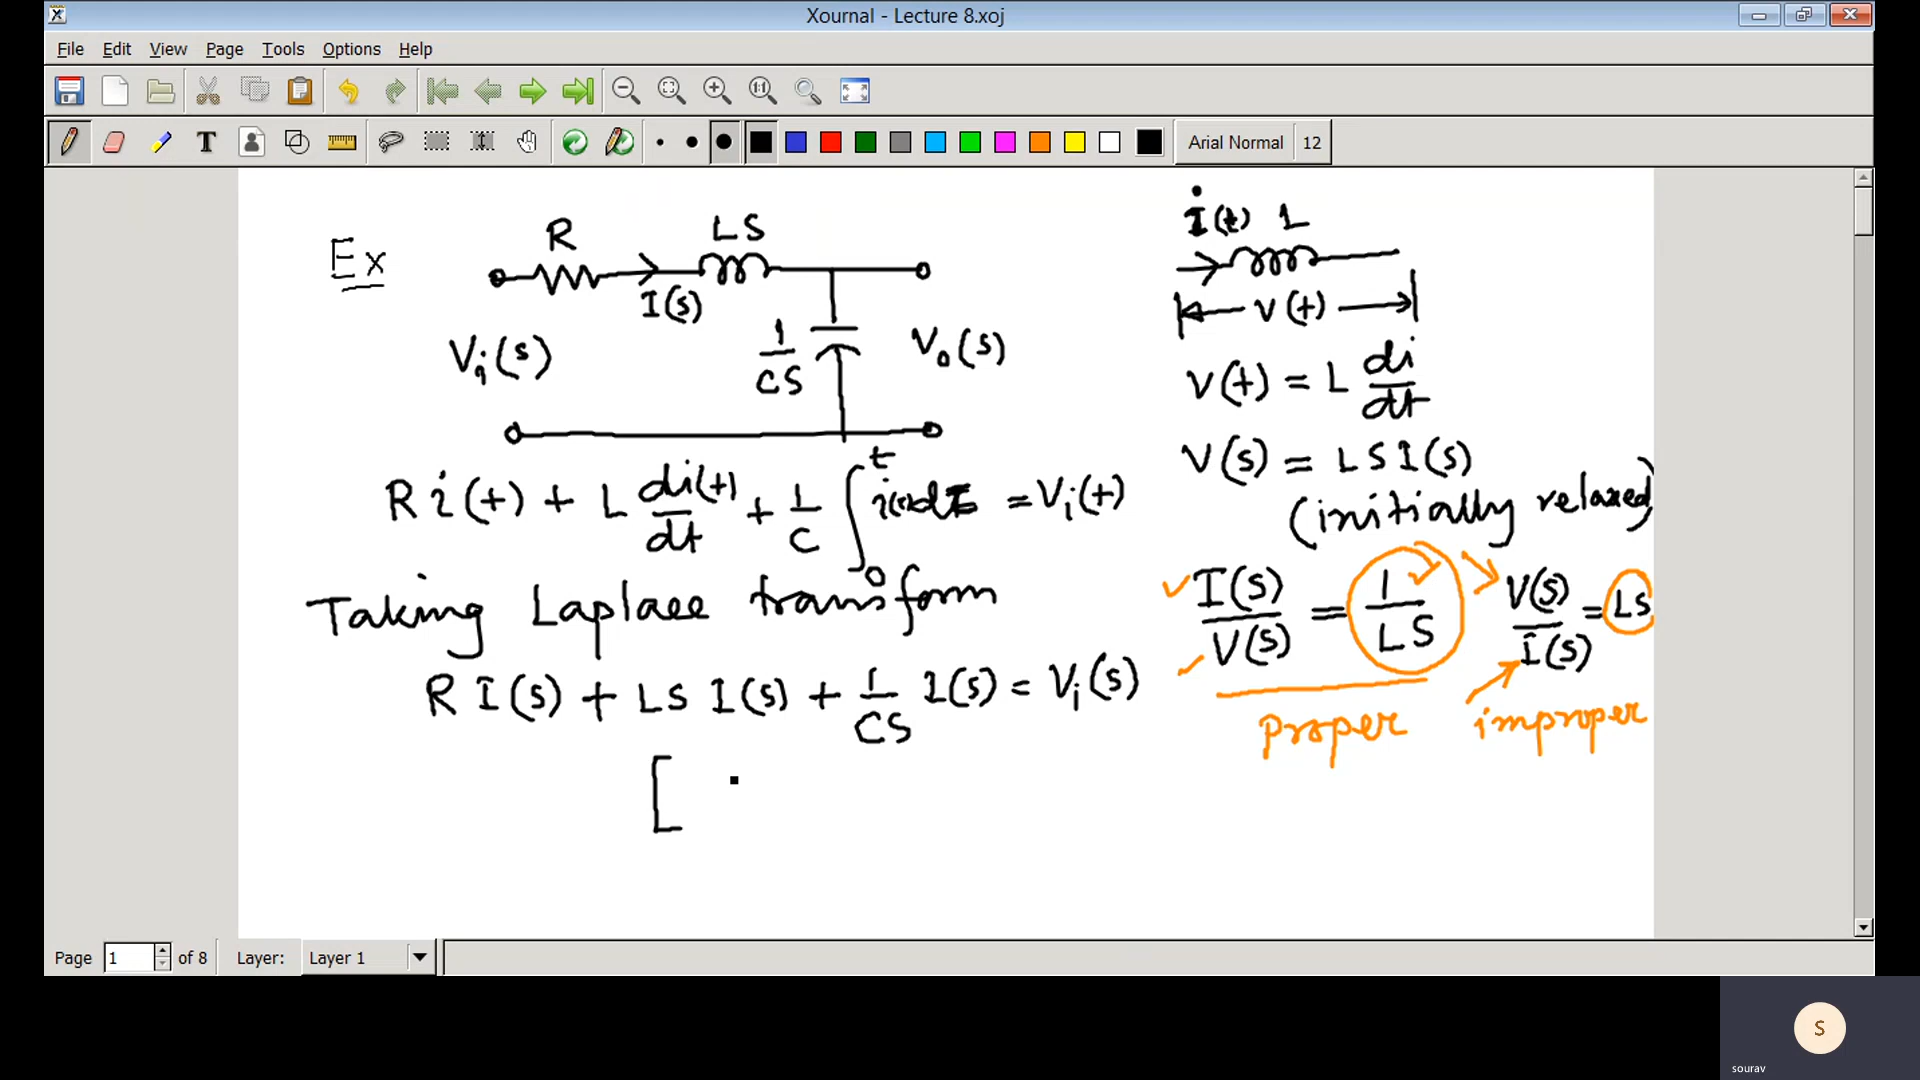 Xournal - Lecture 8.xoj
File Edit View Page Tools Options Help
Arial Normal 12
Ex
R
LS
I(s)
Vi(s)
1/CS
Vo(s)
R i(t) + L di(t)/dt + 1/C ∫0^t i(τ)dτ = Vi(t)
Taking Laplace transform
R I(s) + LS I(s) + 1/CS I(s) = Vi(s)
[
i(t) L
v(t)
v(t) = L di/dt
V(s) = LS I(s)
(initially relaxed)
I(s)/V(s) = 1/LS
V(s)/I(s) = LS
Proper
improper
Page 1 of 8 Layer: Layer 1
S
sourav